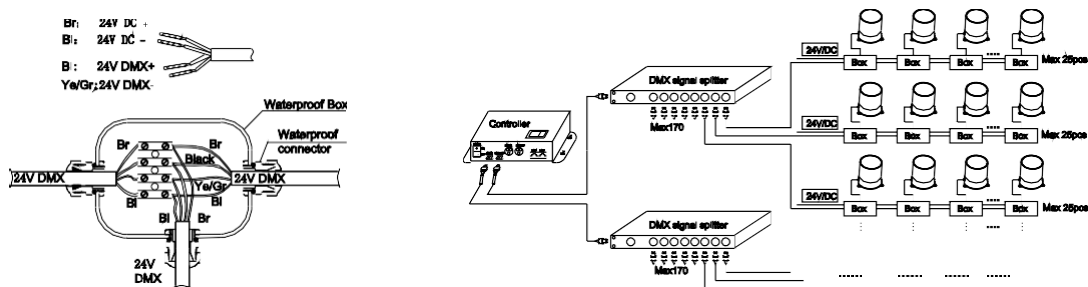 Br: 24V DC +
Bl: 24V DC -
Bl: 24V DMX+
Ye/Gr: 24V DMX-
Waterproof Box
Waterproof
connector
Br
Br
Black
Ye/Gr
24V DMX
24V DMX
Bl
Bl
Bl
Br
24V
DMX
Controller
DMX signal splitter
Max170
DMX signal splitter
Max170
24V/DC
Box
Box
Box
Box
Max 25pcs
24V/DC
Box
Box
Box
Box
Max 25pcs
24V/DC
Box
Box
Box
Box
Max 25pcs